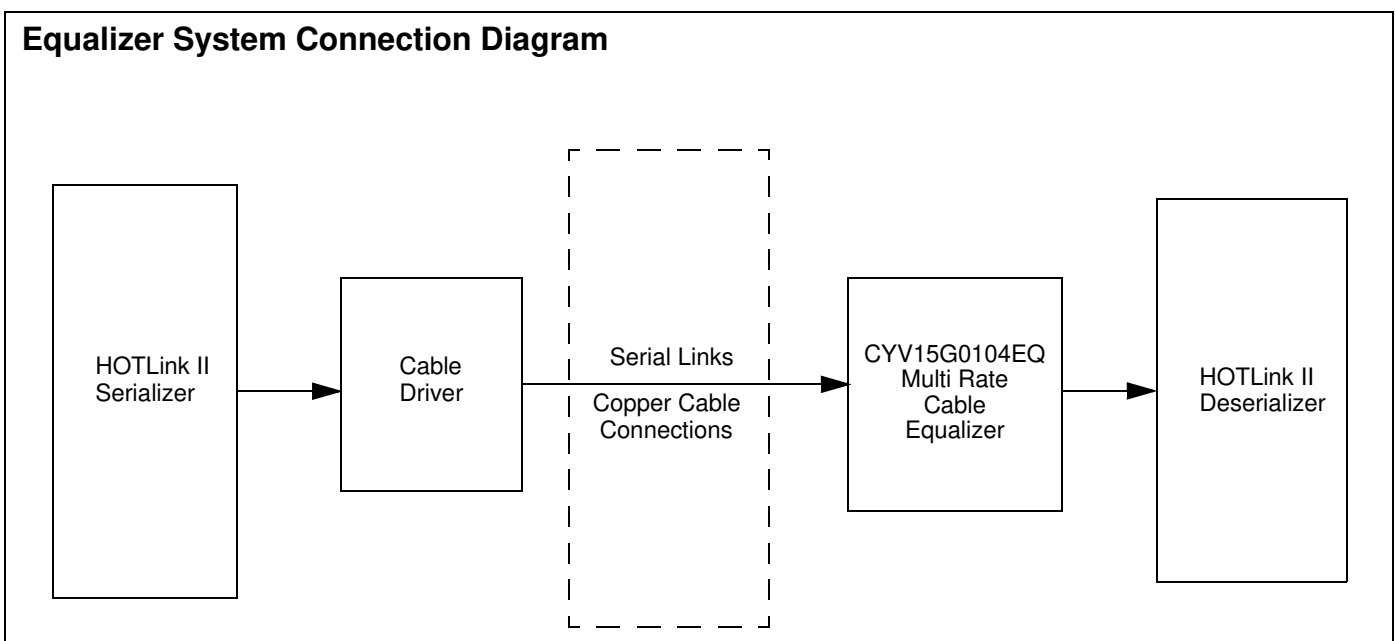 Equalizer System Connection Diagram
HOTLink II
Serializer
Cable
Driver
Serial Links
Copper Cable
Connections
CYV15G0104EQ
Multi Rate
Cable
Equalizer
HOTLink II
Deserializer